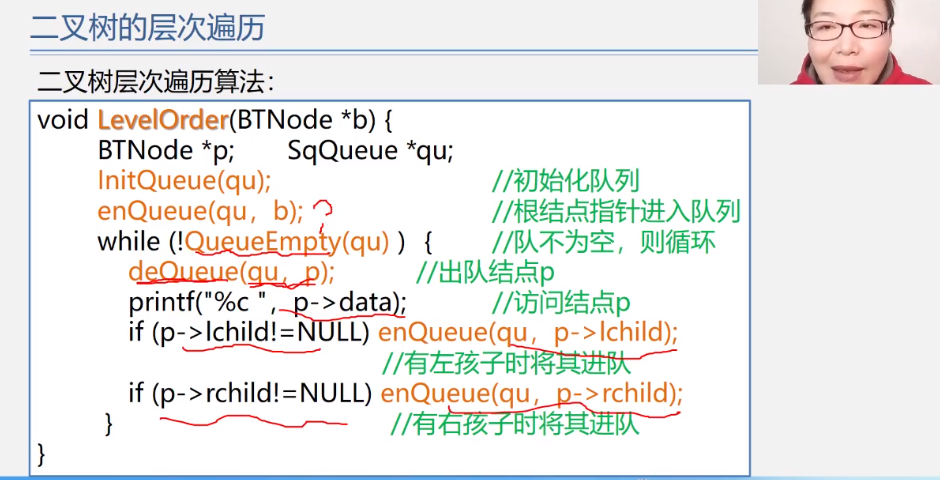 二叉树的层次遍历
二叉树层次遍历算法：
void LevelOrder(BTNode *b) {
BTNode *p; SqQueue *qu;
InitQueue(qu); //初始化队列
enQueue(qu，b); //根结点指针进入队列
while (!QueueEmpty(qu) ) { //队不为空，则循环
deQueue(qu，p); //出队结点p
printf("%c ", p->data); //访问结点p
if (p->lchild!=NULL) enQueue(qu，p->lchild);
//有左孩子时将其进队
if (p->rchild!=NULL) enQueue(qu，p->rchild);
} //有右孩子时将其进队
}